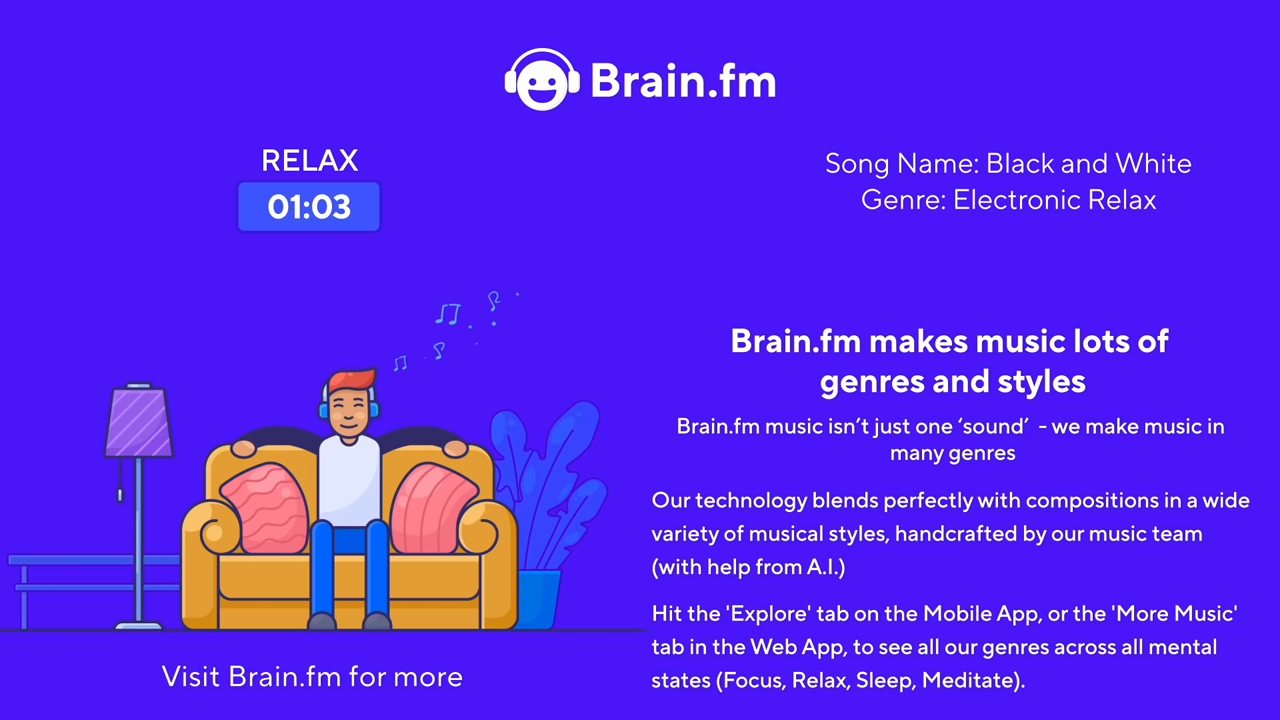 Brain.fm
RELAX
01:03
Song Name: Black and White
Genre: Electronic Relax
Brain.fm makes music lots of
genres and styles
Brain.fm music isn’t just one ‘sound’ - we make music in
many genres
Our technology blends perfectly with compositions in a wide
variety of musical styles, handcrafted by our music team
(with help from A.I.)
Hit the 'Explore' tab on the Mobile App, or the 'More Music'
tab in the Web App, to see all our genres across all mental
states (Focus, Relax, Sleep, Meditate).
Visit Brain.fm for more